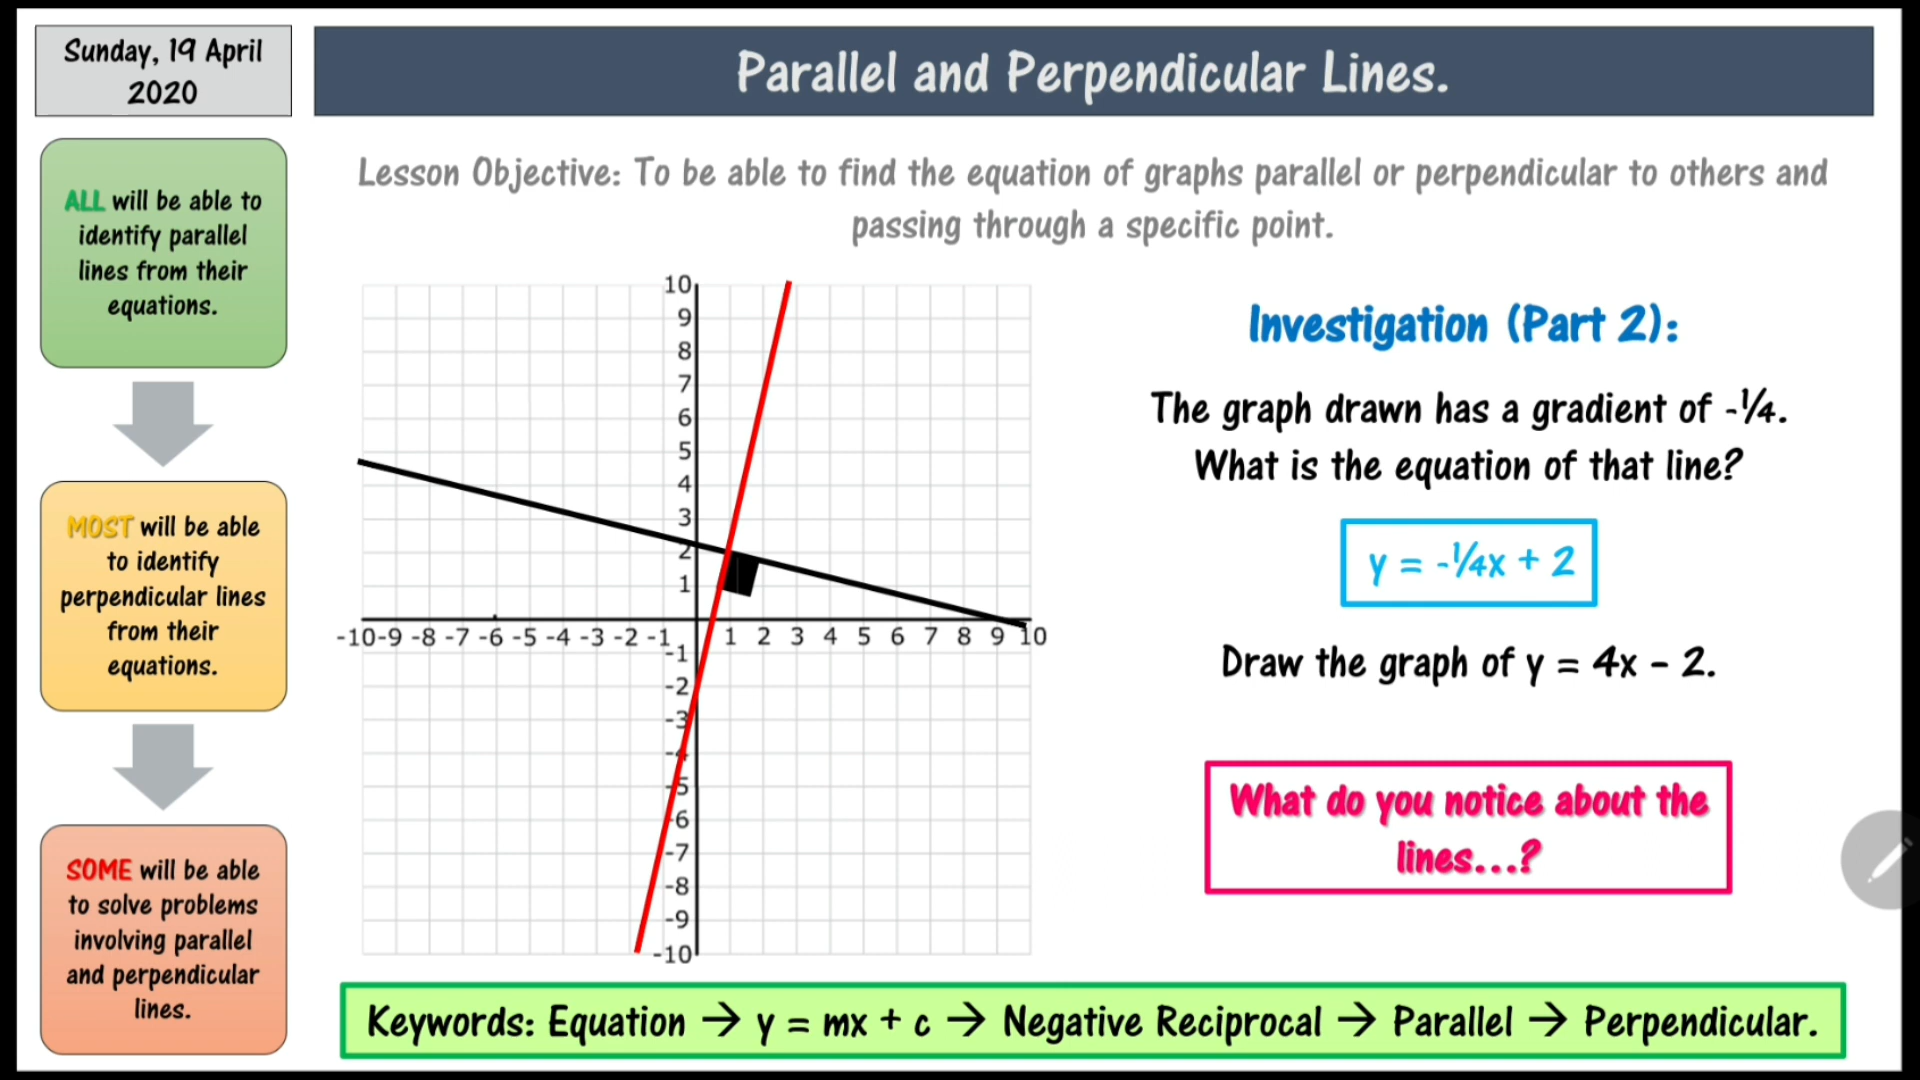 Sunday, 19 April
2020
Parallel and Perpendicular Lines.
Lesson Objective: To be able to find the equation of graphs parallel or perpendicular to others and
passing through a specific point.
ALL will be able to
identify parallel
lines from their
equations.
MOST will be able
to identify
perpendicular lines
from their
equations.
SOME will be able
to solve problems
involving parallel
and perpendicular
lines.
10
9
8
7
6
5
4
3
2
1
-10 -9 -8 -7 -6 -5 -4 -3 -2 -1 1 2 3 4 5 6 7 8 9 10
-1
-2
-3
-4
-5
-6
-7
-8
-9
-10
Investigation (Part 2):
The graph drawn has a gradient of -¼.
What is the equation of that line?
y = -¼x + 2
Draw the graph of y = 4x – 2.
What do you notice about the
lines...?
Keywords: Equation → y = mx + c → Negative Reciprocal → Parallel → Perpendicular.